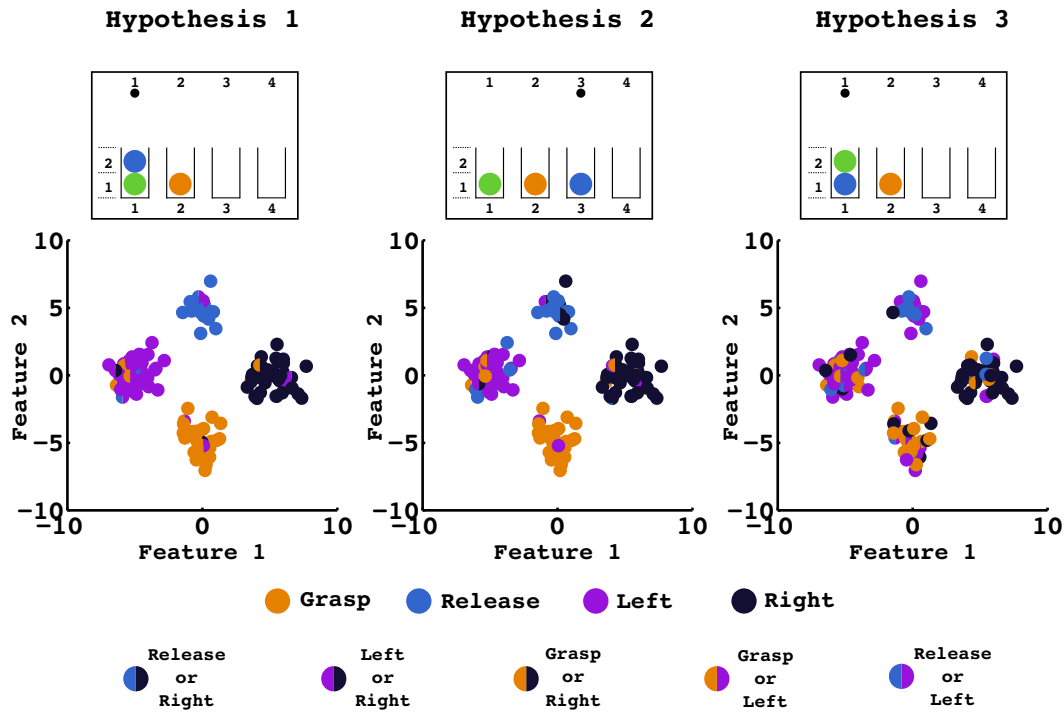 Hypothesis 1 Hypothesis 2 Hypothesis 3
1 2 3 4 1 2 3 4 1 2 3 4
2 2 2
1 1 1
1 2 3 4 1 2 3 4 1 2 3 4
10 10 10
5 5 5
Feature 2 Feature 2 Feature 2
0 0 0
−5 −5 −5
−10 −10 −10
−10 0 10 −10 0 10 −10 0 10
Feature 1 Feature 1 Feature 1
Grasp Release Left Right
Release or Right
Left or Right
Grasp or Right
Grasp or Left
Release or Left